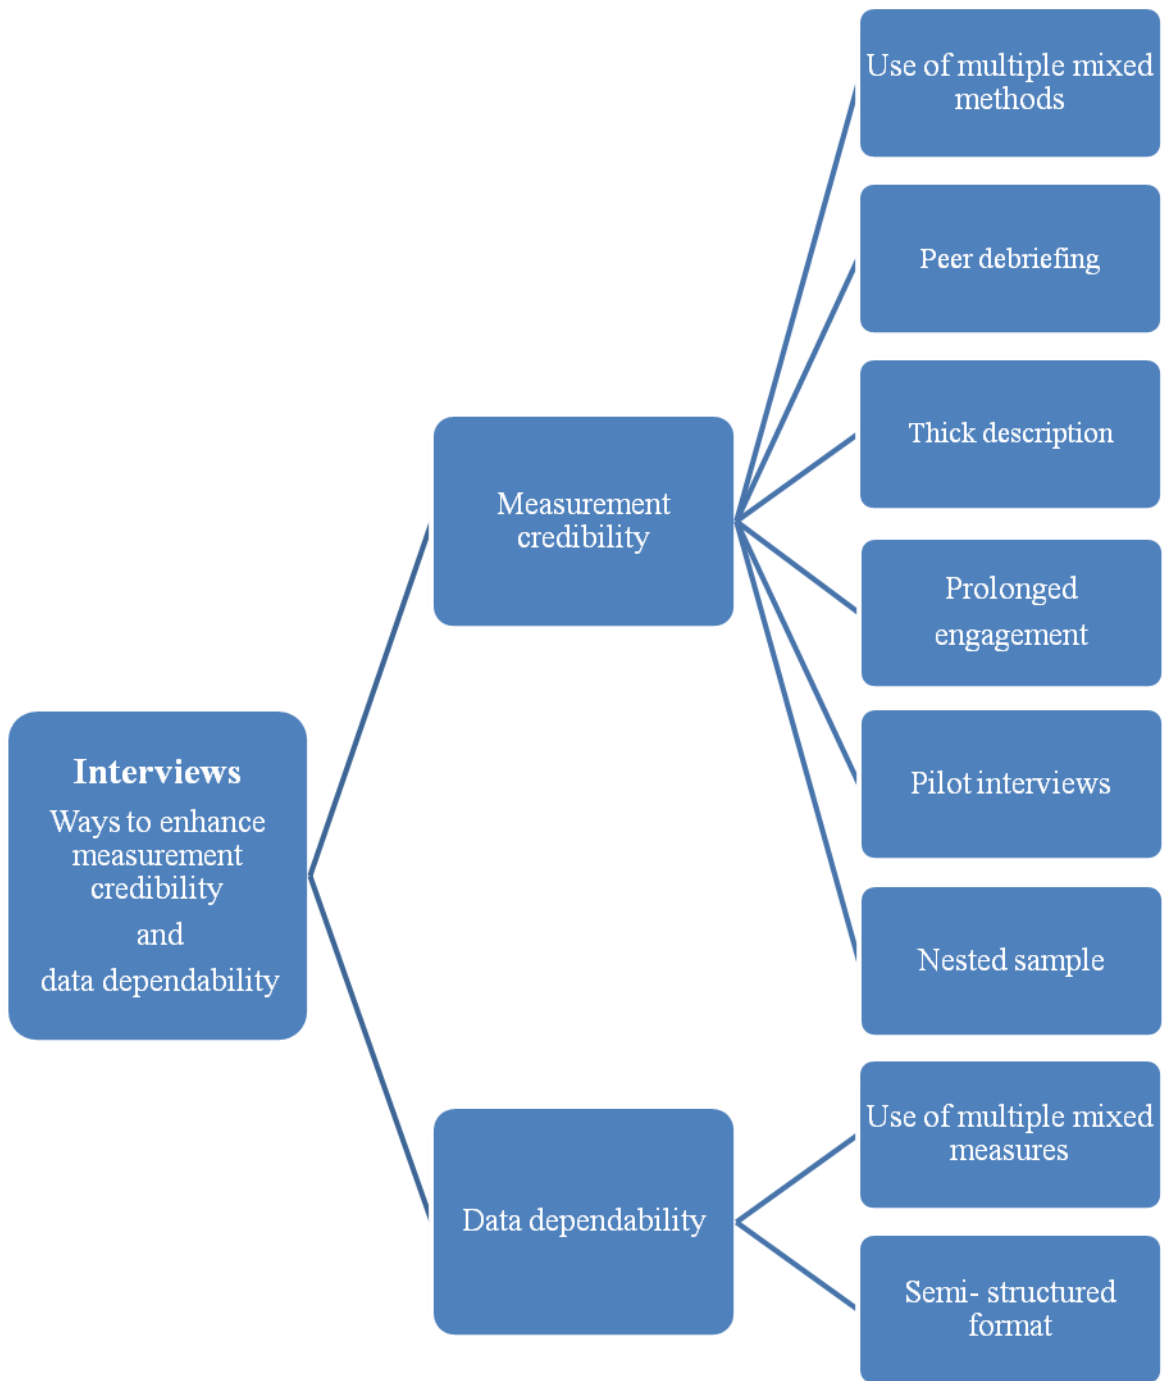 Use of multiple mixed
methods
Peer debriefing
Thick description
Measurement
credibility
Prolonged
engagement
Interviews
Ways to enhance
measurement
credibility
and
data dependability
Pilot interviews
Nested sample
Use of multiple mixed
measures
Data dependability
Semi- structured
format